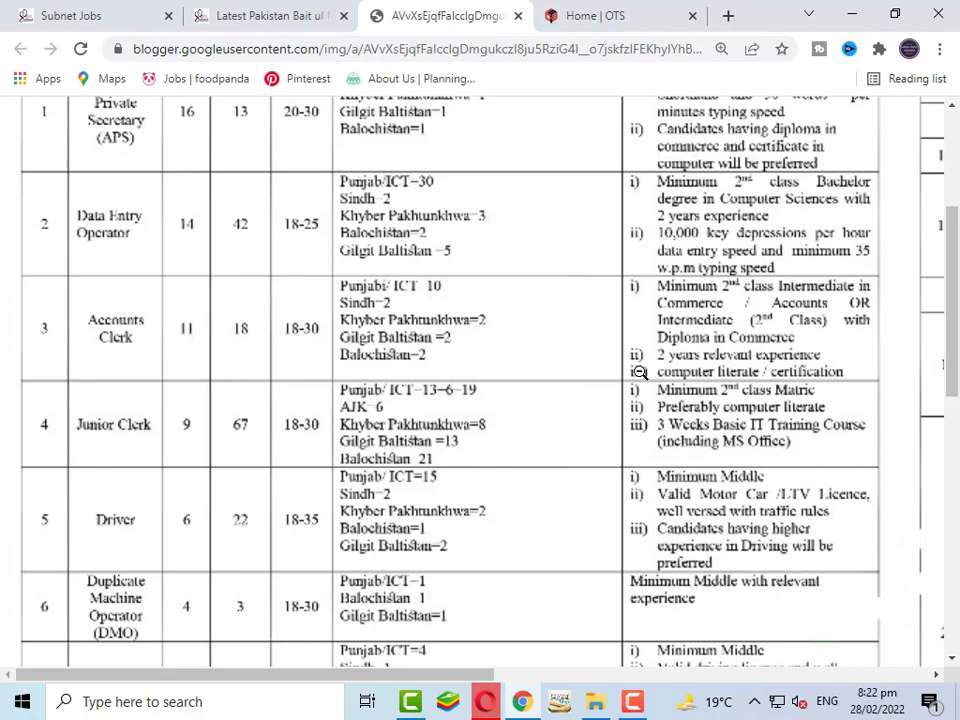 Subnet Jobs
Latest Pakistan Bait ul
AVvXsEjqfFaIccIgDmgu
Home | OTS
blogger.googleusercontent.com/img/a/AVvXsEjqfFaIccIgDmgukczI8ju5RziG4I_o7jskfzIFEKhyIYhB...
Apps
Maps
Jobs | foodpanda
Pinterest
About Us | Planning...
Reading list
1
Private
Secretary
(APS)
16
13
20-30
Gilgit Baltistan=1
Balochistan=1
minutes typing speed
ii) Candidates having diploma in
commerce and certificate in
computer will be preferred
2
Data Entry
Operator
14
42
18-25
Punjab/ICT=30
Sindh=2
Khyber Pakhtunkhwa=3
Balochistan=2
Gilgit Baltistan =5
i) Minimum 2nd class Bachelor
degree in Computer Sciences with
2 years experience
ii) 10,000 key depressions per hour
data entry speed and minimum 35
w.p.m typing speed
3
Accounts
Clerk
11
18
18-30
Punjabi/ ICT 10
Sindh=2
Khyber Pakhtunkhwa=2
Gilgit Baltistan =2
Balochistan=2
i) Minimum 2nd class Intermediate in
Commerce / Accounts OR
Intermediate (2nd Class) with
Diploma in Commerce
ii) 2 years relevant experience
computer literate / certification
4
Junior Clerk
9
67
18-30
Punjab/ ICT=13+6=19
AJK=6
Khyber Pakhtunkhwa=8
Gilgit Baltistan =13
Balochistan 21
i) Minimum 2nd class Matric
ii) Preferably computer literate
iii) 3 Weeks Basic IT Training Course
(including MS Office)
5
Driver
6
22
18-35
Punjab/ ICT=15
Sindh=2
Khyber Pakhtunkhwa=2
Balochistan=1
Gilgit Baltistan=2
i) Minimum Middle
ii) Valid Motor Car /LTV Licence,
well versed with traffic rules
iii) Candidates having higher
experience in Driving will be
preferred
6
Duplicate
Machine
Operator
(DMO)
4
3
18-30
Punjab/ICT=1
Balochistan 1
Gilgit Baltistan=1
Minimum Middle with relevant
experience
Punjab/ICT=4
i) Minimum Middle
Type here to search
19°C
ENG
8:22 pm
28/02/2022
1